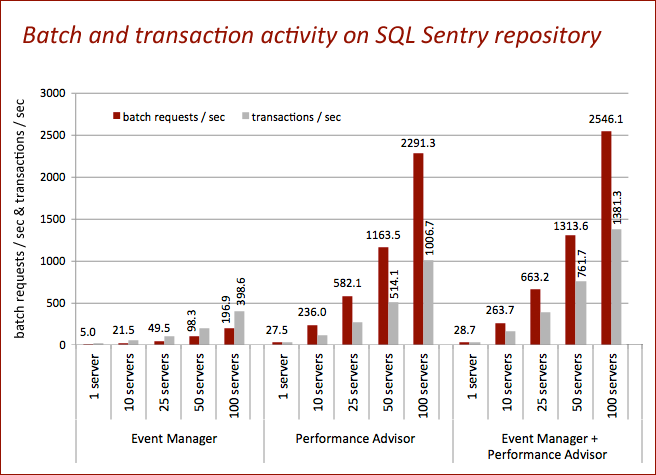 Batch and transaction activity on SQL Sentry repository
batch requests / sec & transactions / sec
3000
2500
2000
1500
1000
500
0
batch requests / sec
transactions / sec
5.0
21.5
49.5
98.3
196.9
398.6
27.5
236.0
582.1
1163.5
514.1
2291.3
1006.7
28.7
263.7
663.2
1313.6
761.7
2546.1
1381.3
1 server
10 servers
25 servers
50 servers
100 servers
1 server
10 servers
25 servers
50 servers
100 servers
1 server
10 servers
25 servers
50 servers
100 servers
Event Manager
Performance Advisor
Event Manager +
Performance Advisor